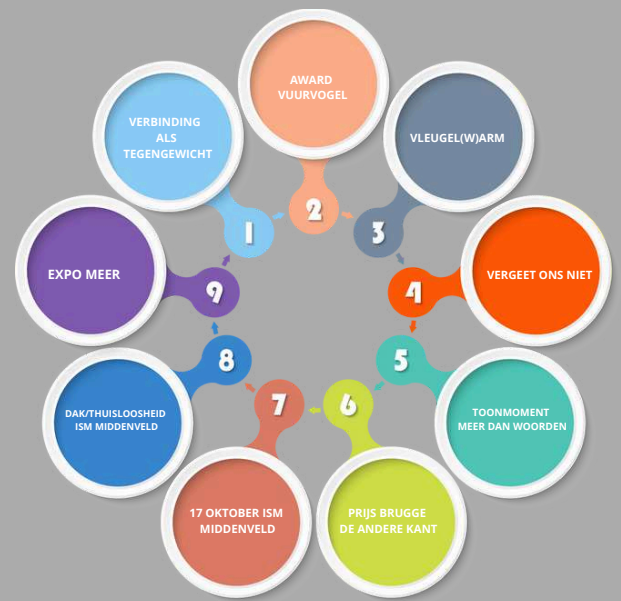 1
VERBINDING
ALS
TEGENGEWICHT
2
AWARD
VUURVOGEL
3
VLEUGEL(W)ARM
4
VERGEET ONS NIET
5
TOONMOMENT
MEER DAN WOORDEN
6
PRIJS BRUGGE
DE ANDERE KANT
7
17 OKTOBER ISM
MIDDENVELD
8
DAK/THUISLOOSHEID
ISM MIDDENVELD
9
EXPO MEER